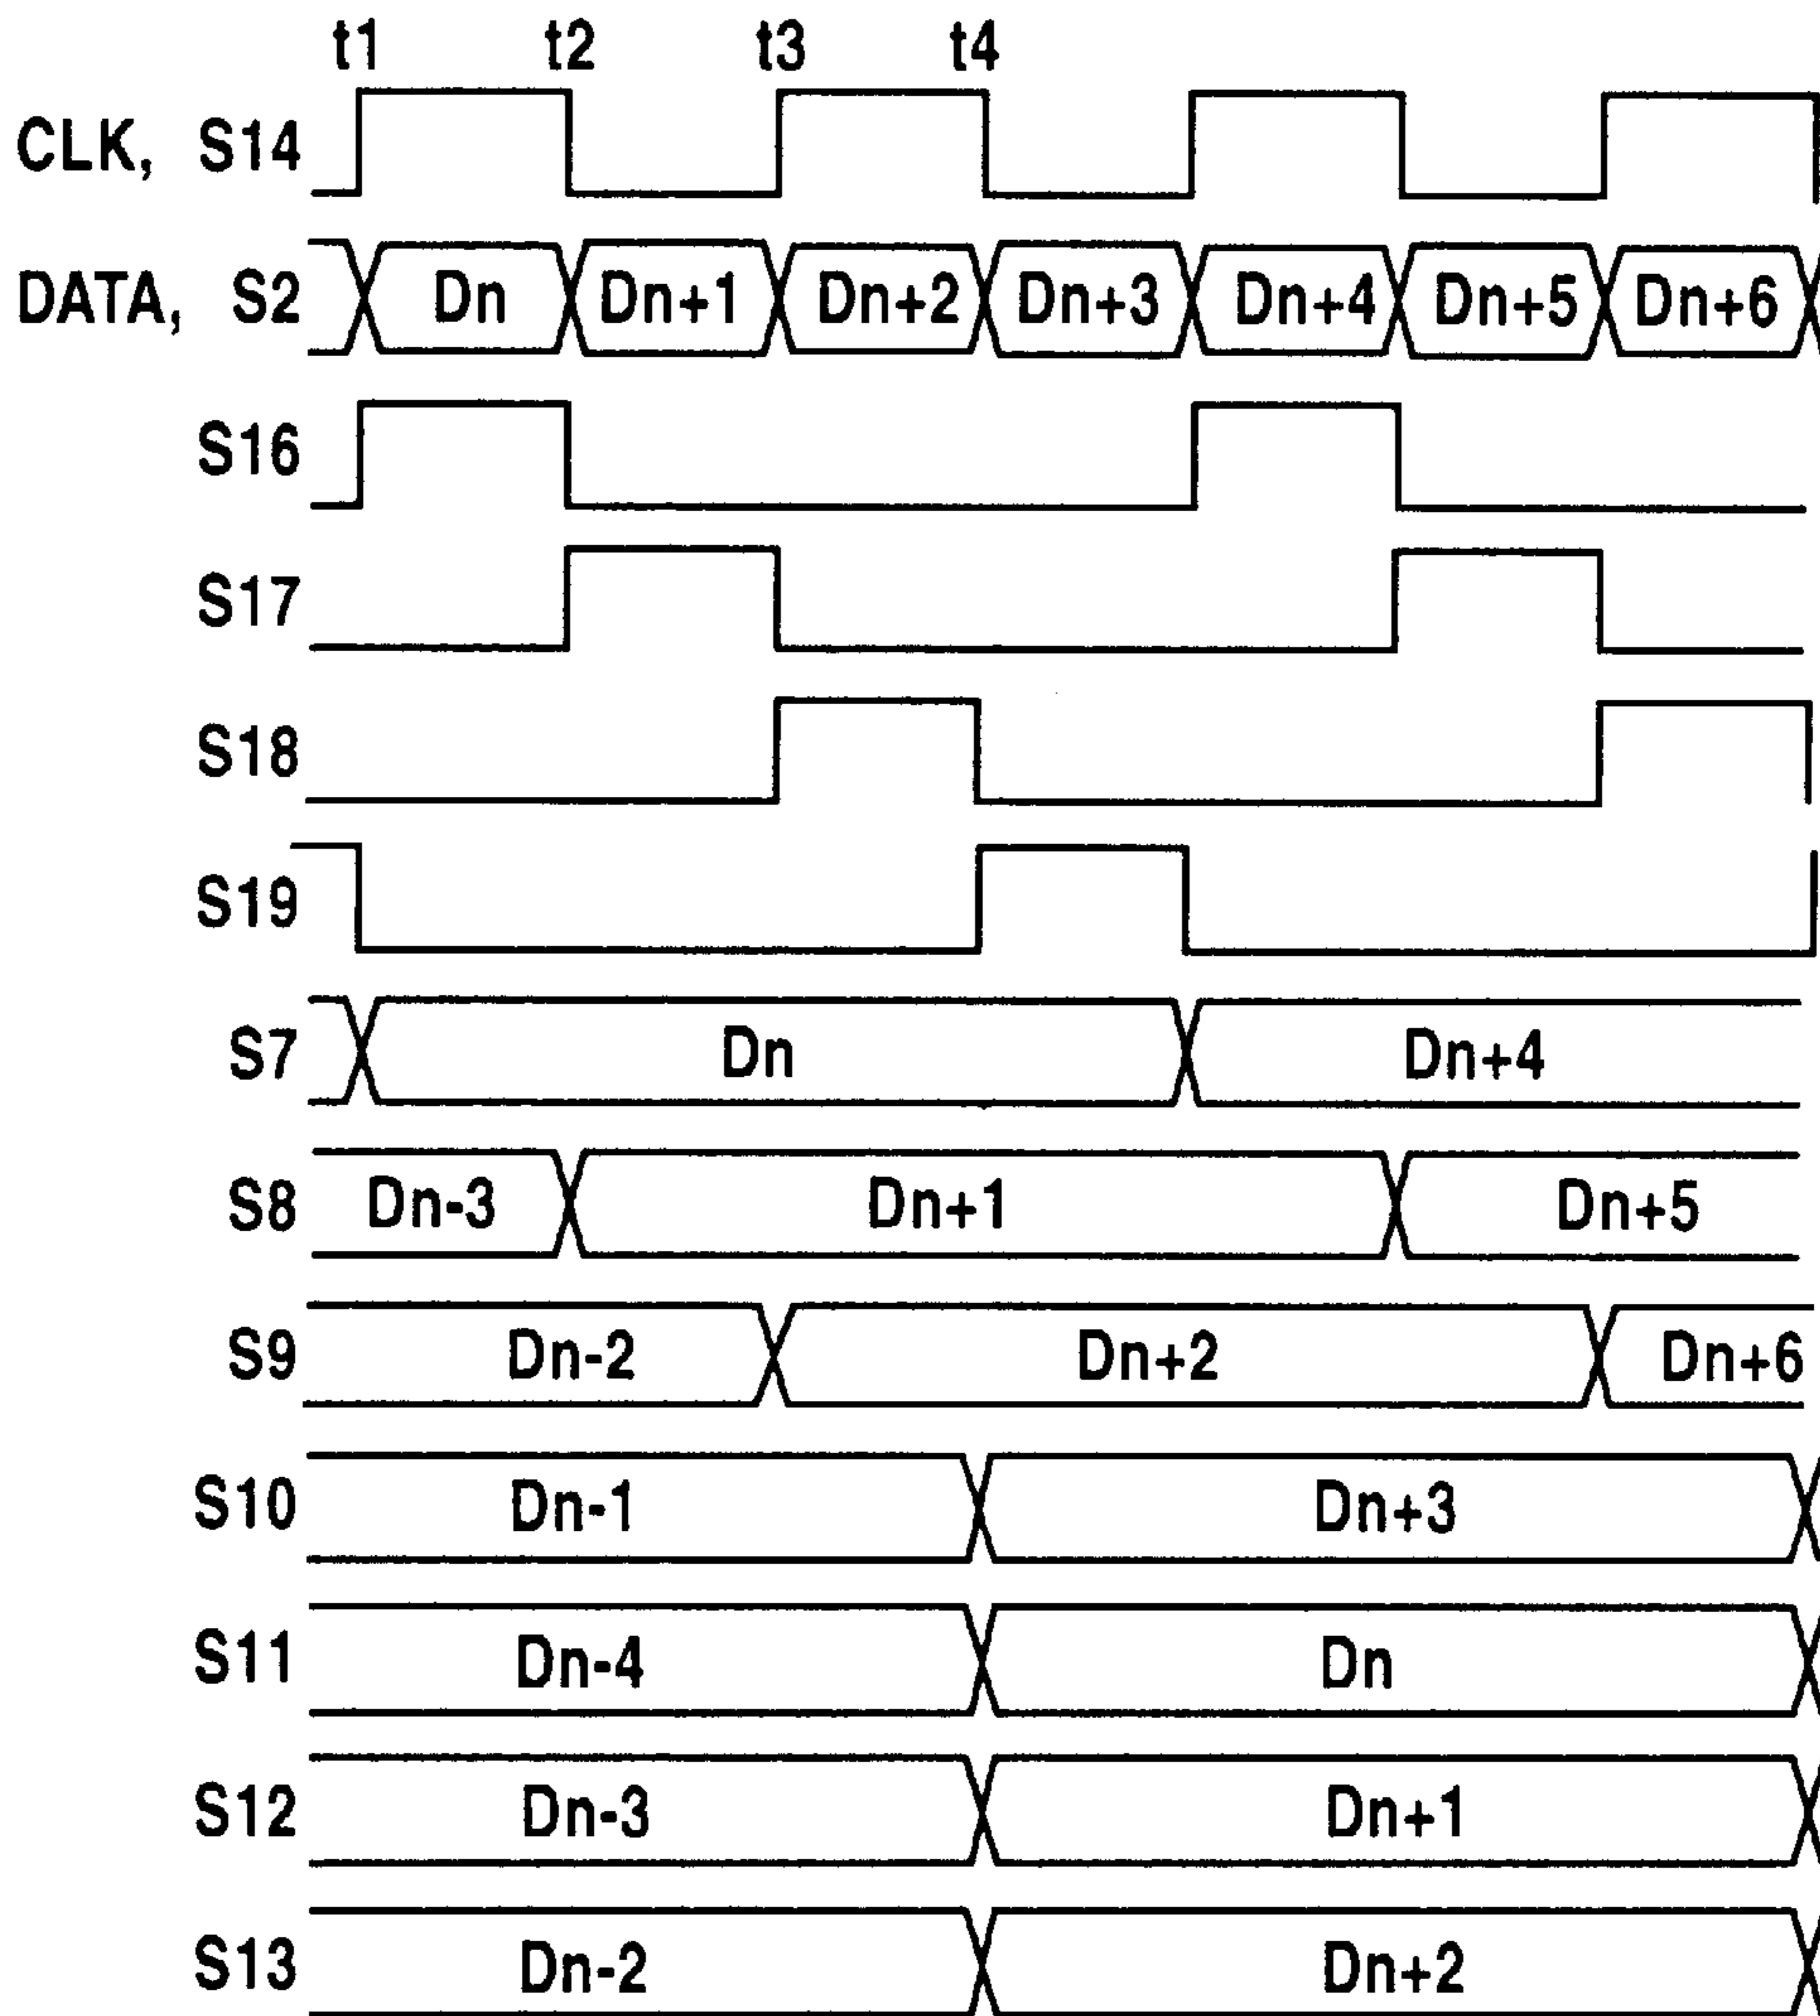 t1 t2 t3 t4
CLK, S14
DATA, S2 Dn Dn+1 Dn+2 Dn+3 Dn+4 Dn+5 Dn+6
S16
S17
S18
S19
S7 Dn Dn+4
S8 Dn-3 Dn+1 Dn+5
S9 Dn-2 Dn+2 Dn+6
S10 Dn-1 Dn+3
S11 Dn-4 Dn
S12 Dn-3 Dn+1
S13 Dn-2 Dn+2